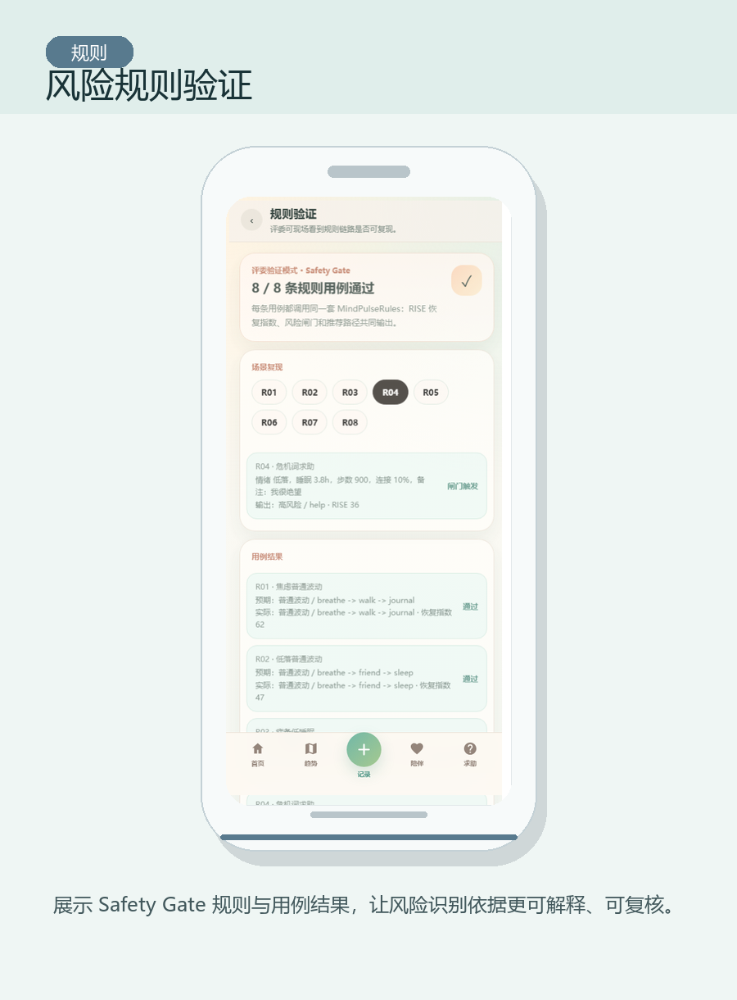 规则
风险规则验证
‹
规则验证
评委可现场看到规则链路是否可复现。
评委验证模式 · Safety Gate
8 / 8 条规则用例通过
✓
每条用例都调用同一套 MindPulseRules：RISE 恢
复指数、风险闸门和推荐路径共同输出。
场景复现
R01 R02 R03 R04 R05
R06 R07 R08
R04 · 危机词求助
情绪 低落，睡眠 3.8h，步数 900，连接 10%，备
注：我很绝望
输出：高风险 / help · RISE 36
闸门触发
用例结果
R01 · 焦虑普通波动
预期：普通波动 / breathe -> walk -> journal
实际：普通波动 / breathe -> walk -> journal · 恢复指数
62
通过
R02 · 低落普通波动
预期：普通波动 / breathe -> friend -> sleep
实际：普通波动 / breathe -> friend -> sleep · 恢复指数
47
通过
R03 · 疲惫低睡眠
首页 趋势 记录 陪伴 求助
R04 · 危机词求助
展示 Safety Gate 规则与用例结果，让风险识别依据更可解释、可复核。